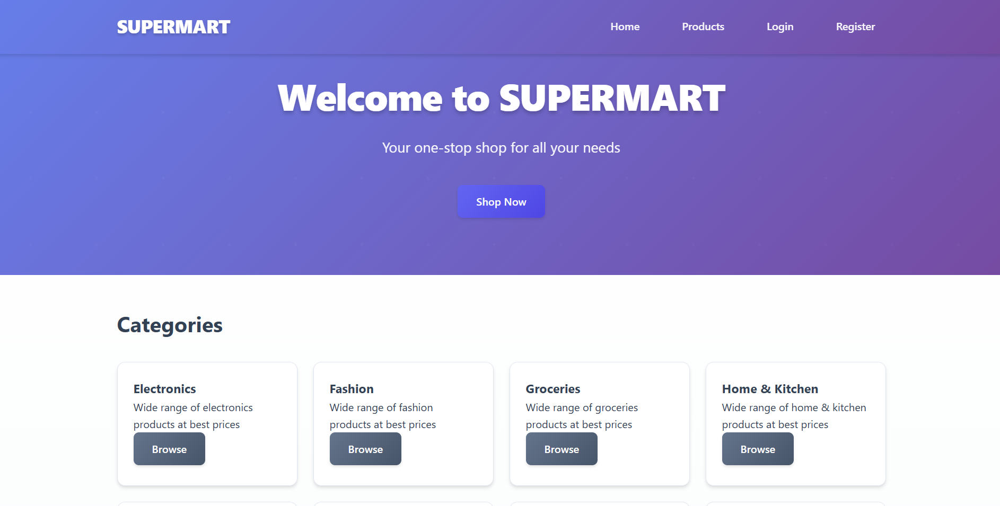 SUPERMART
Home
Products
Login
Register
Welcome to SUPERMART
Your one-stop shop for all your needs
Shop Now
Categories
Electronics
Wide range of electronics
products at best prices
Browse
Fashion
Wide range of fashion
products at best prices
Browse
Groceries
Wide range of groceries
products at best prices
Browse
Home & Kitchen
Wide range of home & kitchen
products at best prices
Browse